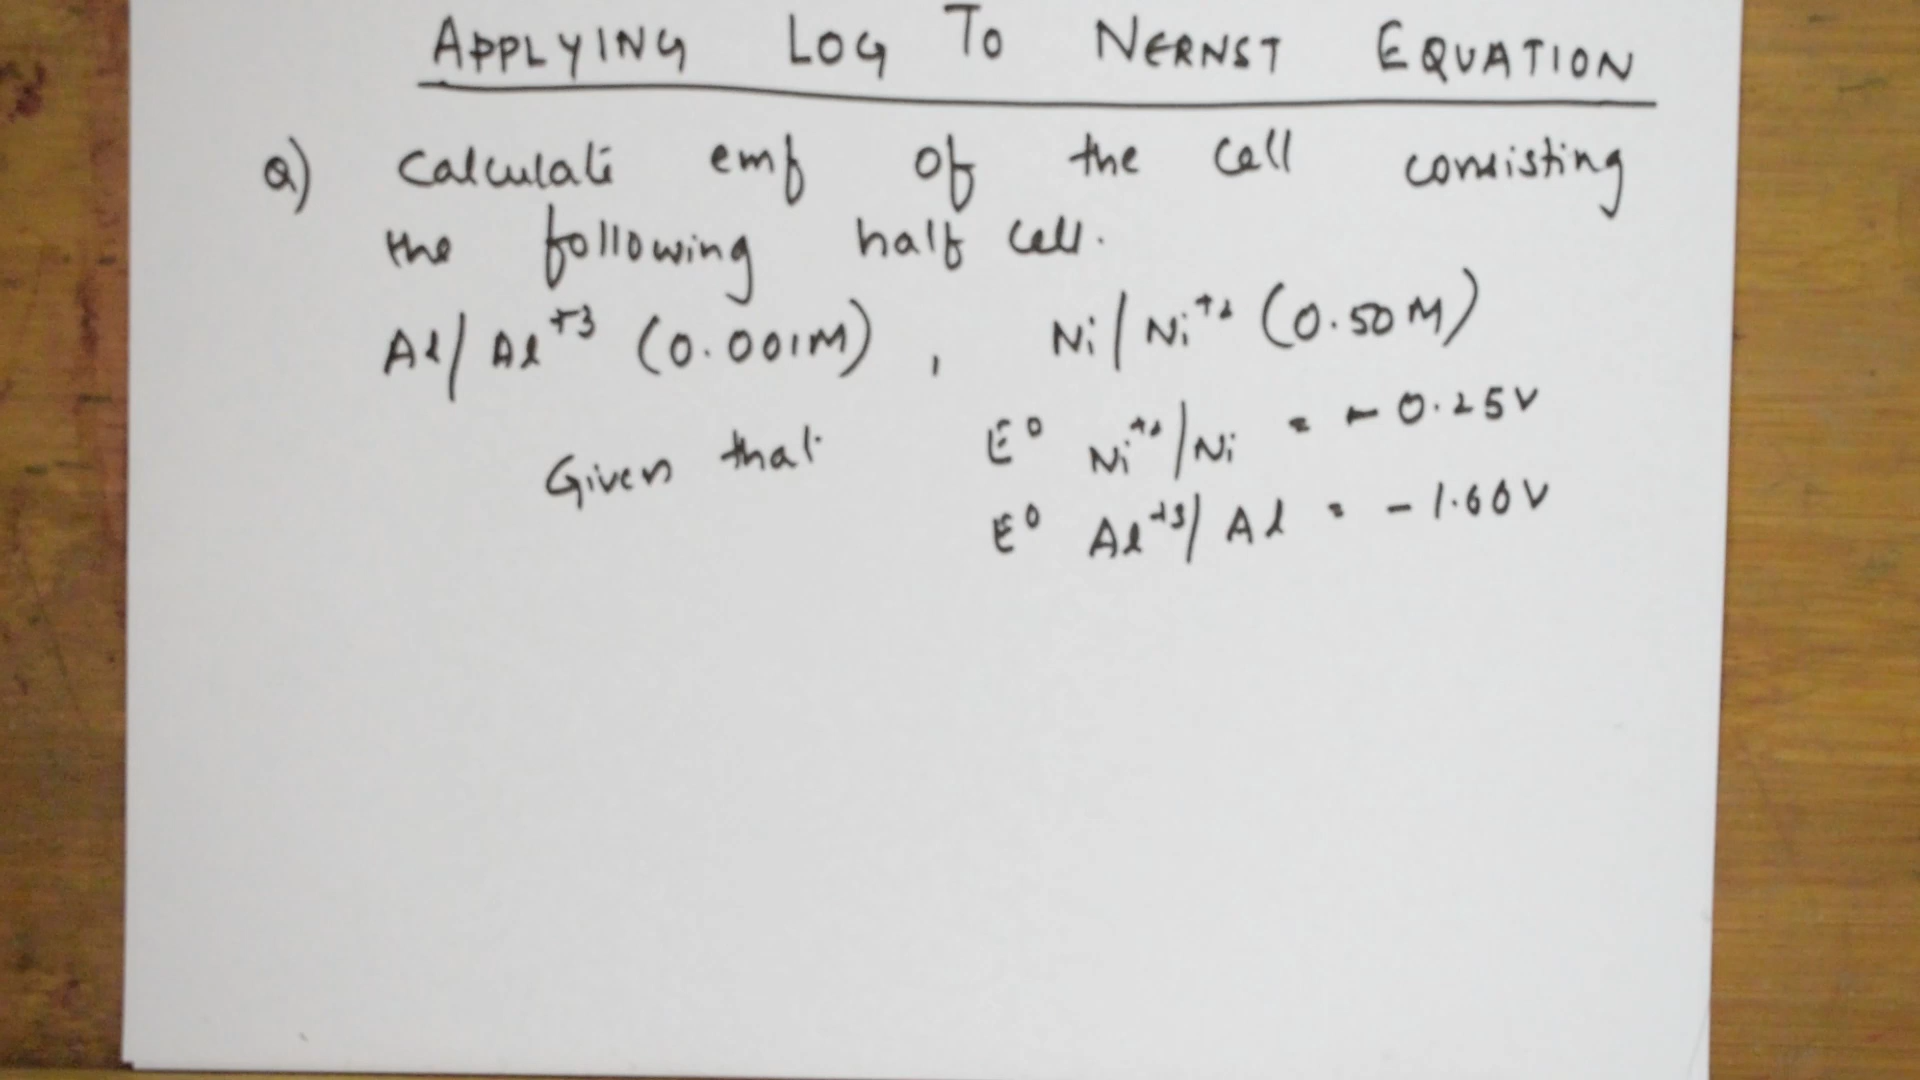 APPLYING LOG TO NERNST EQUATION
Q) Calculate emf of the cell consisting
the following half cell.
Al/Al⁺³ (0.001M) , Ni/Ni⁺² (0.50M)
Given that E⁰ Ni⁺²/Ni = -0.25V
E⁰ Al⁺³/Al = -1.60V